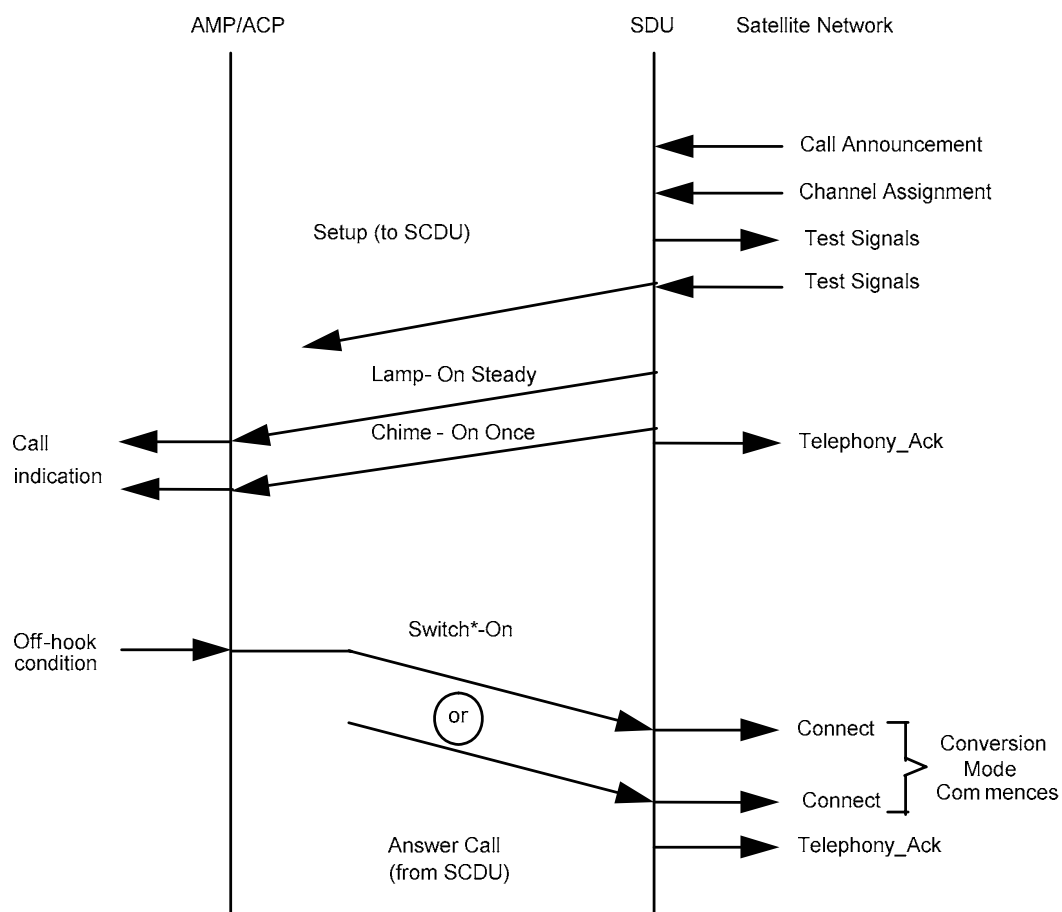 AMP/ACP SDU Satellite Network
Call Announcement
Channel Assignment
Setup (to SCDU)
Test Signals
Test Signals
Lamp- On Steady
Chime - On Once
Call
indication
Telephony_Ack
Switch*-On
Off-hook
condition
or
Connect
Conversion
Mode
Commences
Connect
Answer Call
(from SCDU)
Telephony_Ack